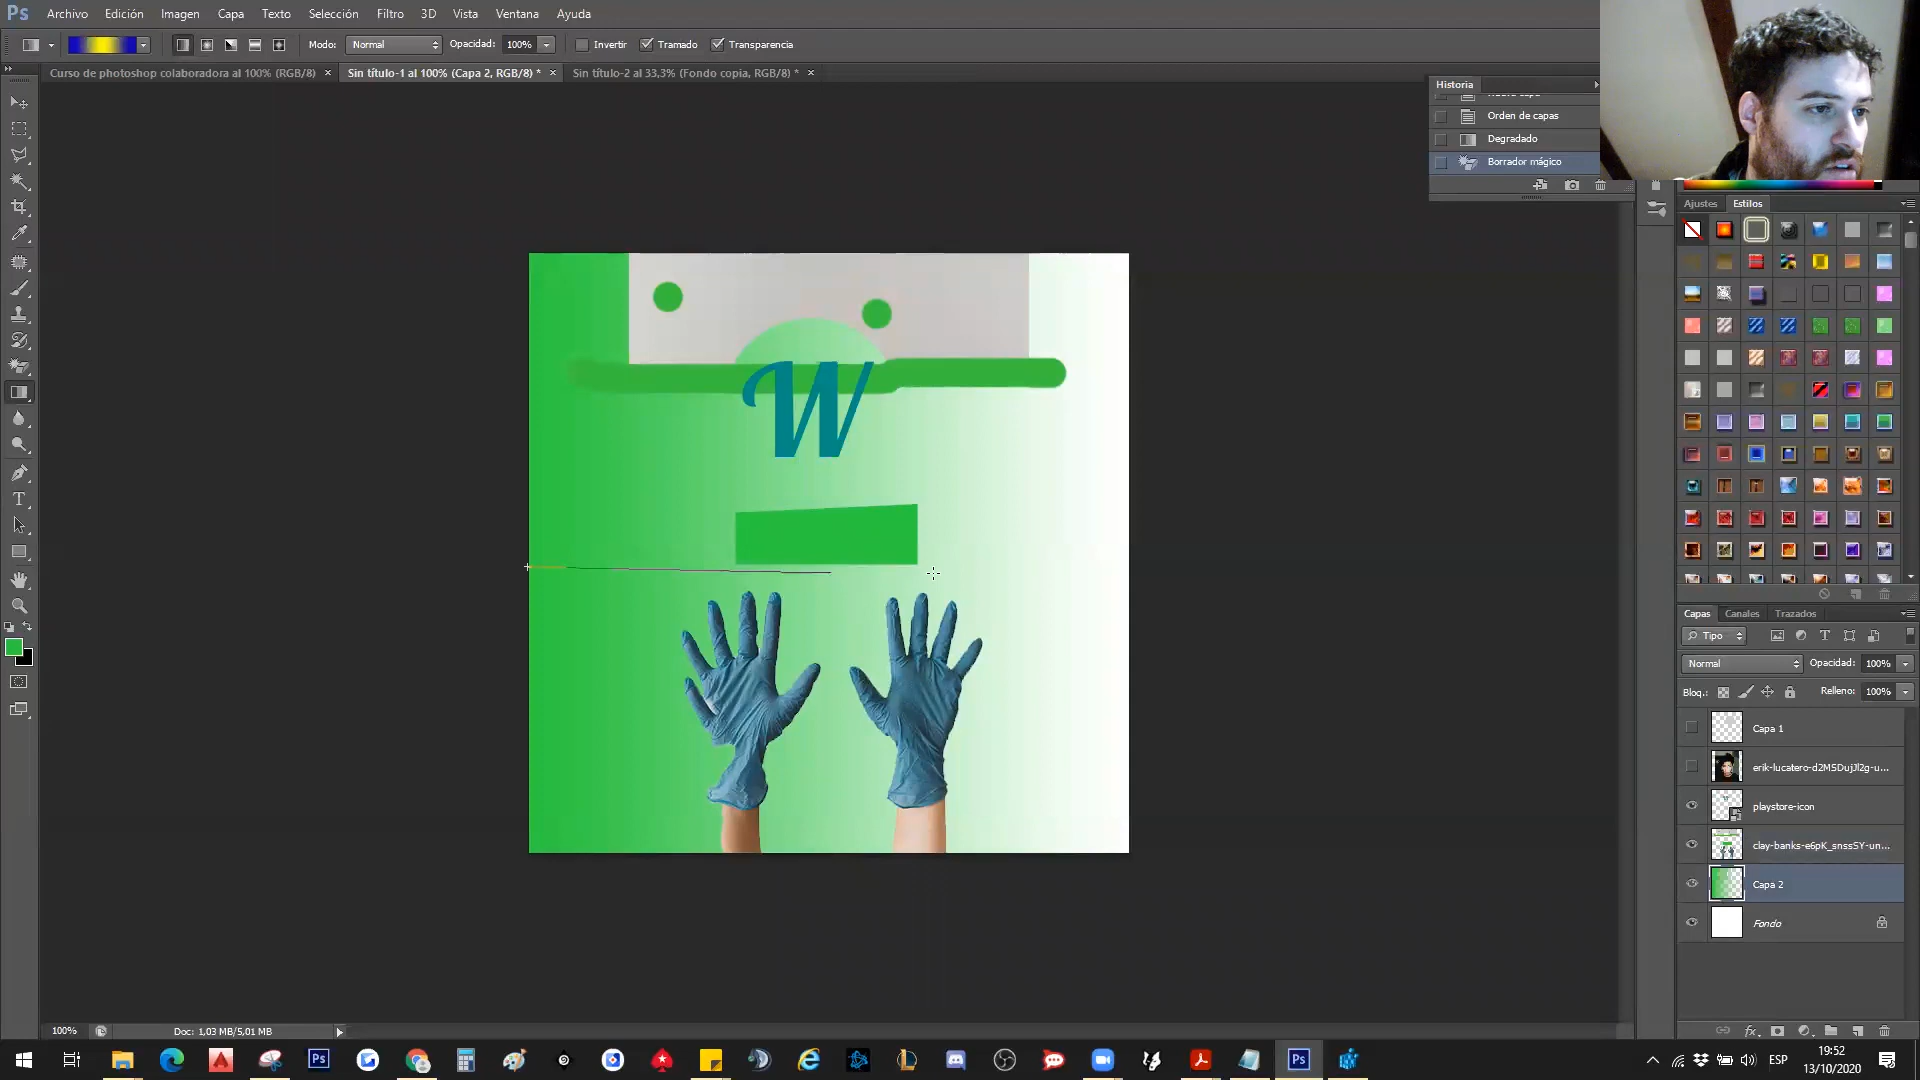 Ps Archivo Edición Imagen Capa Texto Selección Filtro 3D Vista Ventana Ayuda
Modo: Normal Opacidad: 100% Invertir Tramado Transparencia
Curso de photoshop colaboradora al 100% (RGB/8) × Sin título-1 al 100% (Capa 2, RGB/8) * × Sin título-2 al 33,3% (Fondo copia, RGB/8) * ×
Historia
Orden de capas
Degradado
Borrador mágico
Ajustes Estilos
W
Capas Canales Trazados
Tipo
Normal Opacidad: 100%
Bloq.: Relleno: 100%
Capa 1
erik-lucatero-d2MSDujJl2g-u...
playstore-icon
clay-banks-e6pK_snssSY-un...
Capa 2
Fondo
100% Doc: 1,03 MB/5,01 MB
fx
Ps
Ps
ESP
19:52
13/10/2020